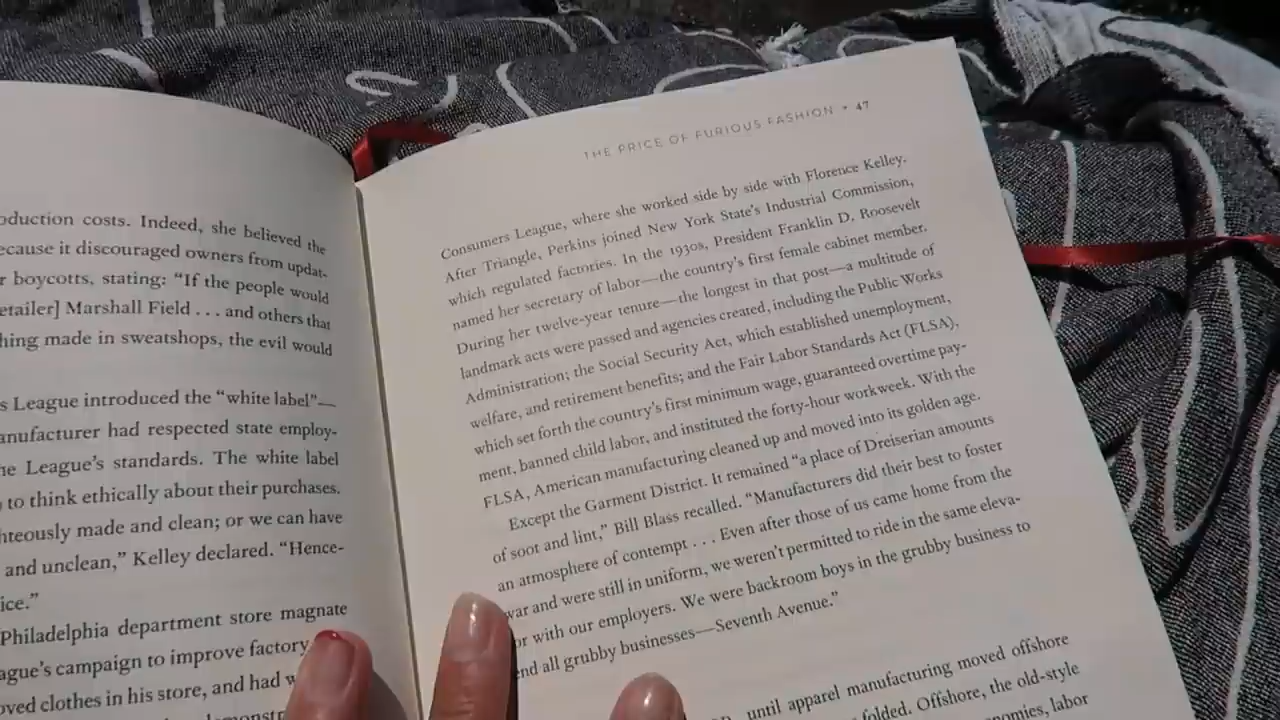 oduction costs. Indeed, she believed the
ecause it discouraged owners from updat-
r boycotts, stating: “If the people would
etailer] Marshall Field . . . and others that
hing made in sweatshops, the evil would
s League introduced the “white label”—
anufacturer had respected state employ-
he League’s standards. The white label
to think ethically about their purchases.
hteously made and clean; or we can have
and unclean,” Kelley declared. “Hence-
ice.”
Philadelphia department store magnate
ague’s campaign to improve factory
oved clothes in his store, and had
THE PRICE OF FURIOUS FASHION • 47
Consumers League, where she worked side by side with Florence Kelley.
After Triangle, Perkins joined New York State’s Industrial Commission,
which regulated factories. In the 1930s, President Franklin D. Roosevelt
named her secretary of labor—the country’s first female cabinet member.
During her twelve-year tenure—the longest in that post—a multitude of
landmark acts were passed and agencies created, including the Public Works
Administration; the Social Security Act, which established unemployment,
welfare, and retirement benefits; and the Fair Labor Standards Act (FLSA),
which set forth the country’s first minimum wage, guaranteed overtime pay-
ment, banned child labor, and instituted the forty-hour workweek. With the
FLSA, American manufacturing cleaned up and moved into its golden age.
Except the Garment District. It remained “a place of Dreiserian amounts
of soot and lint,” Bill Blass recalled. “Manufacturers did their best to foster
an atmosphere of contempt . . . Even after those of us came home from the
war and were still in uniform, we weren’t permitted to ride in the same eleva-
or with our employers. We were backroom boys in the grubby business to
end all grubby businesses—Seventh Avenue.”
until apparel manufacturing moved offshore
folded. Offshore, the old-style
nomies, labor